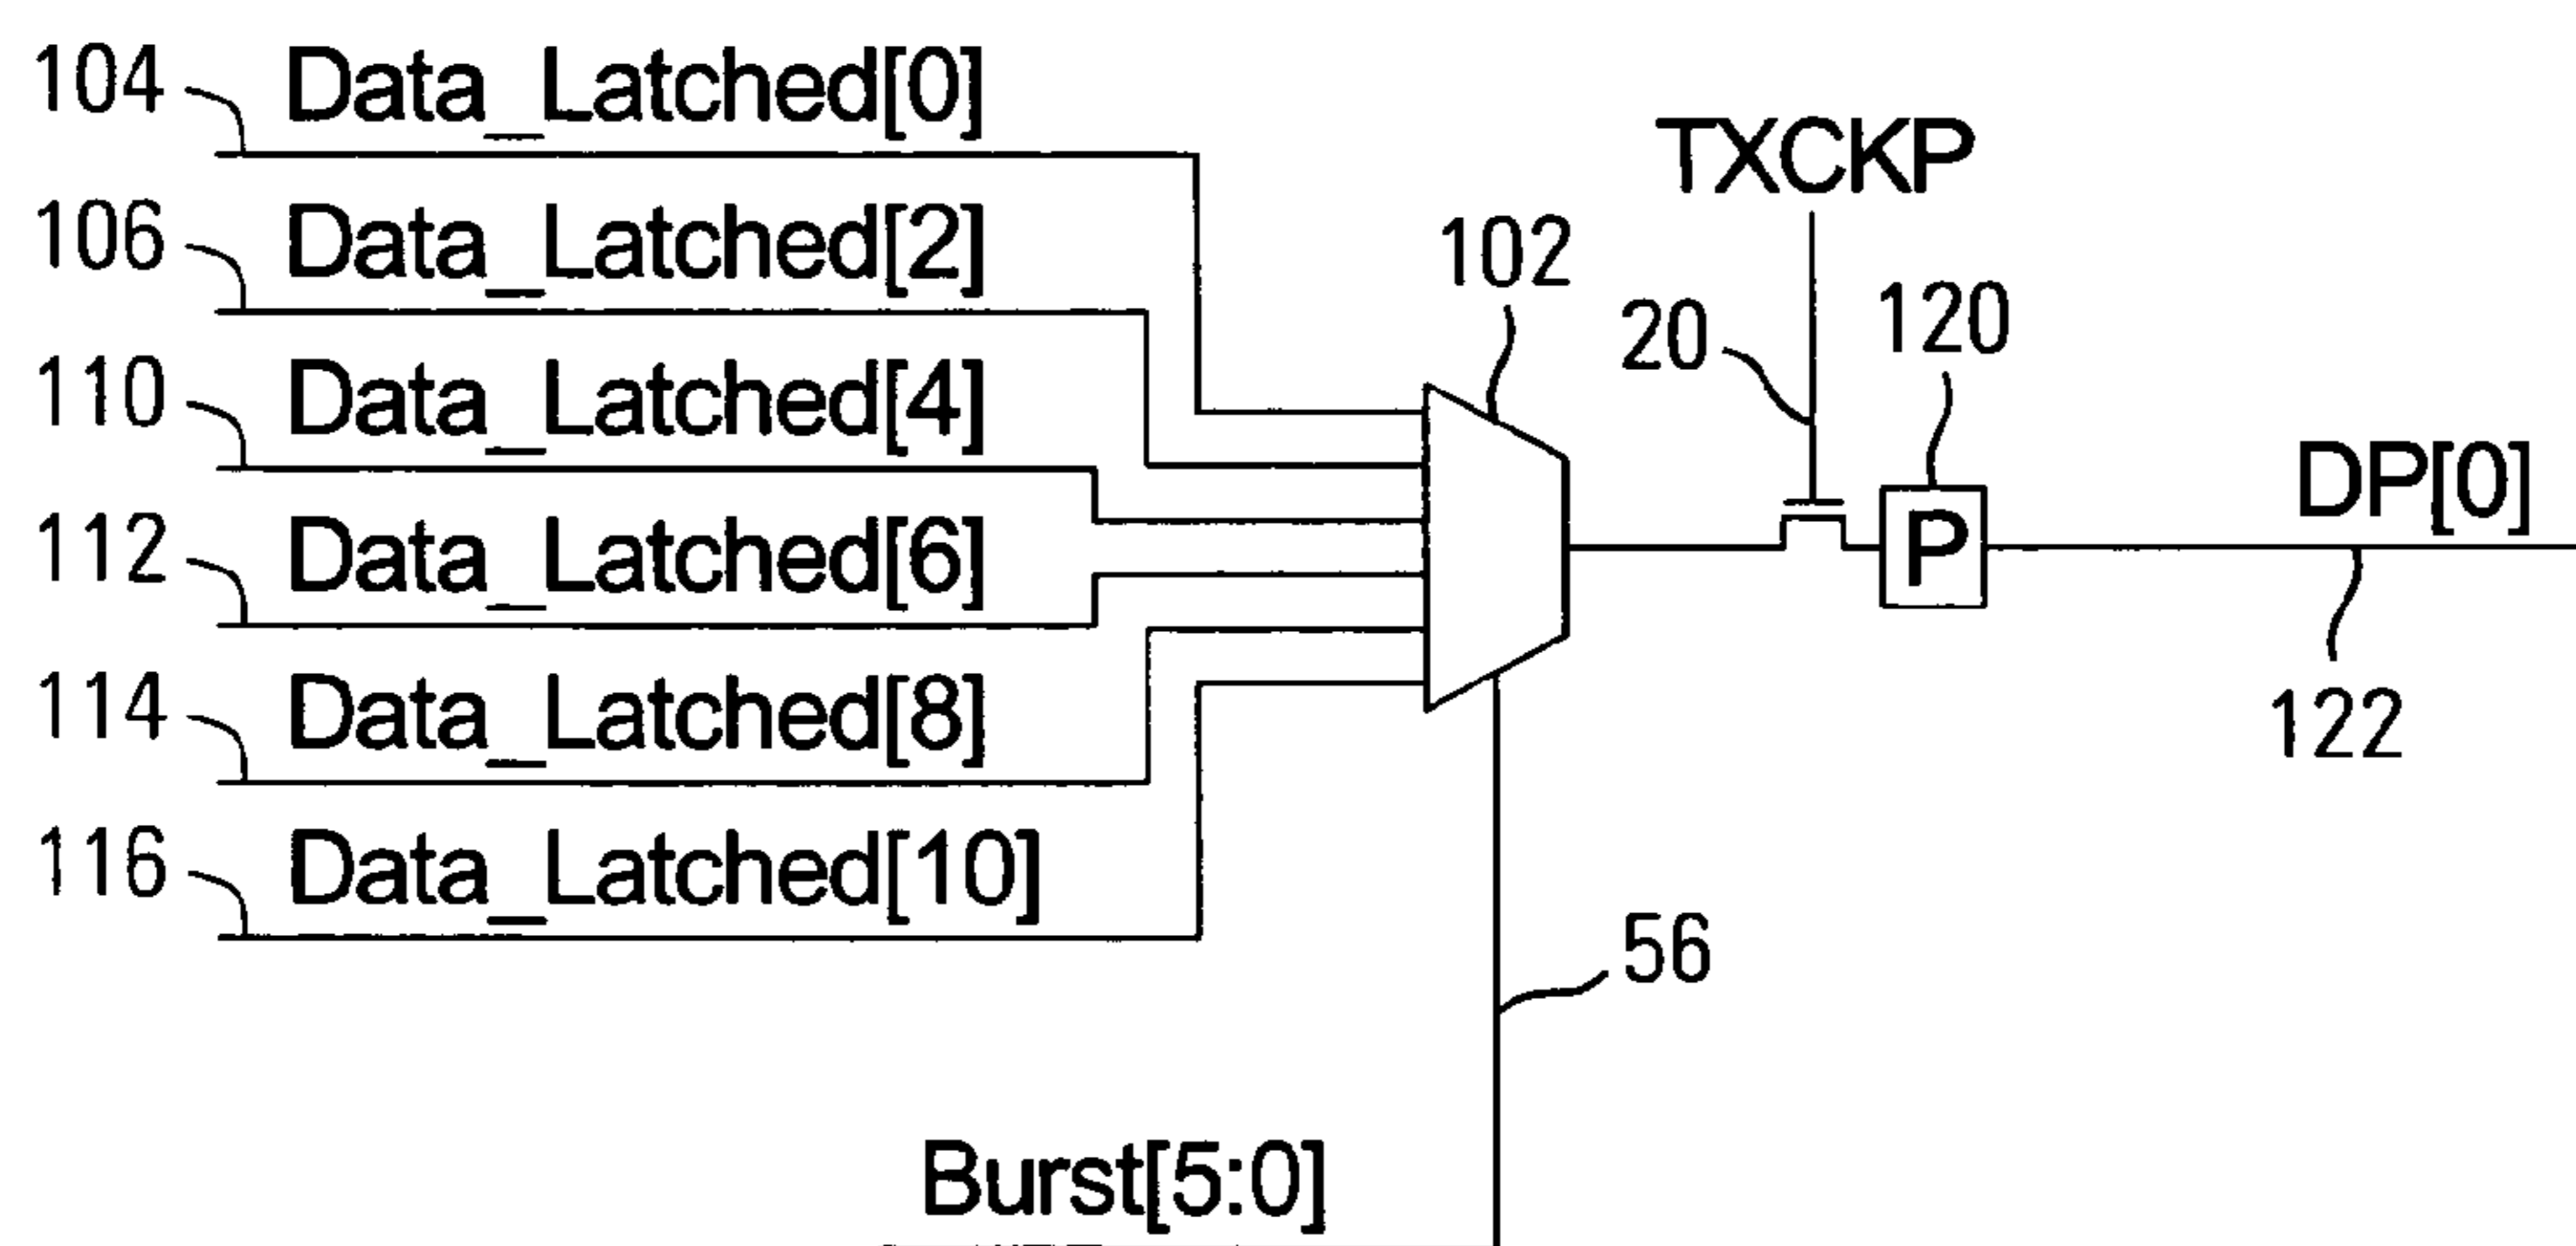 104 Data_Latched[0]
TXCKP
106 Data_Latched[2]
102
20
120
110 Data_Latched[4]
DP[0]
112 Data_Latched[6]
P
114 Data_Latched[8]
122
116 Data_Latched[10]
56
Burst[5:0]